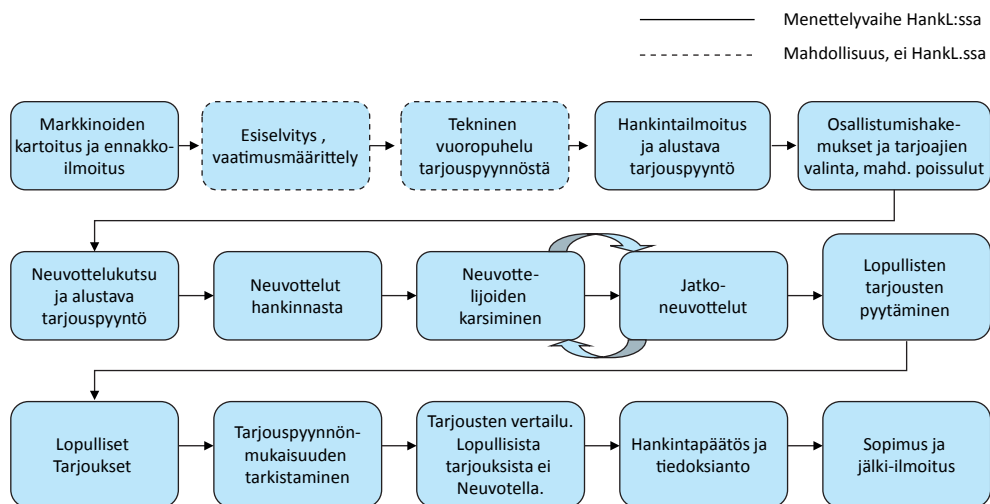 Menettelyvaihe HankL:ssa
Mahdollisuus, ei HankL.ssa
Markkinoiden
kartoitus ja ennakko-
ilmoitus
Esiselvitys ,
vaatimusmäärittely
Tekninen
vuoropuhelu
tarjouspyynnöstä
Hankintailmoitus
ja alustava
tarjouspyyntö
Osallistumishake-
mukset ja tarjoajien
valinta, mahd. poissulut
Neuvottelukutsu
ja alustava
tarjouspyyntö
Neuvottelut
hankinnasta
Neuvotte-
lijoiden
karsiminen
Jatko-
neuvottelut
Lopullisten
tarjousten
pyytäminen
Lopulliset
Tarjoukset
Tarjouspyynnön-
mukaisuuden
tarkistaminen
Tarjousten vertailu.
Lopullisista
tarjouksista ei
Neuvotella.
Hankintapäätös ja
tiedoksianto
Sopimus ja
jälki-ilmoitus